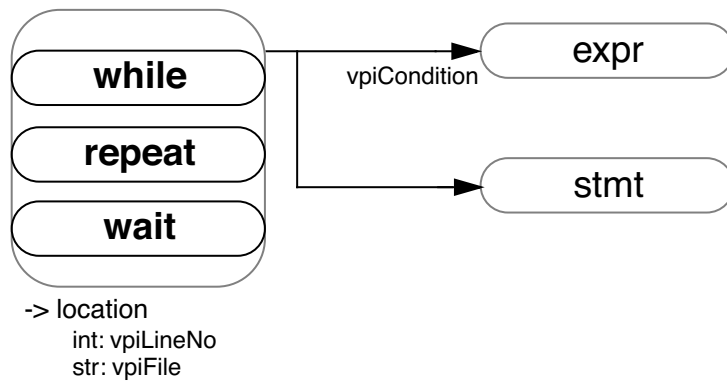 while
expr
vpiCondition
repeat
stmt
wait
-> location
int: vpiLineNo
str: vpiFile